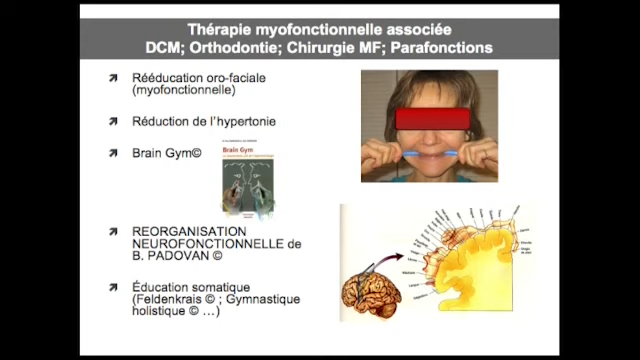 Thérapie myofonctionnelle associée
DCM; Orthodontie; Chirurgie MF; Parafonctions
Rééducation oro-faciale
(myofonctionnelle)
Réduction de l'hypertonie
Brain Gym©
Brain Gym
REORGANISATION
NEUROFONCTIONNELLE de
B. PADOVAN ©
Éducation somatique
(Feldenkrais © ; Gymnastique
holistique © …)